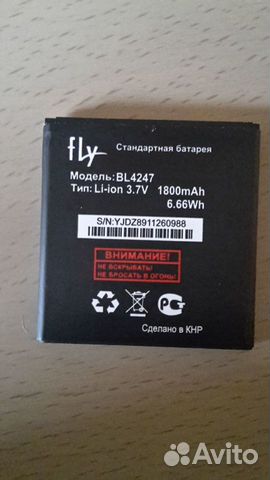 fly Стандартная батарея
Модель: BL4247
Тип: Li-ion 3.7V 1800mAh
6.66Wh
S/N:YJDZ8911260988
ВНИМАНИЕ!
НЕ ВСКРЫВАТЬ!
НЕ БРОСАТЬ В ОГОНЬ!
Сделано в КНР
Avito